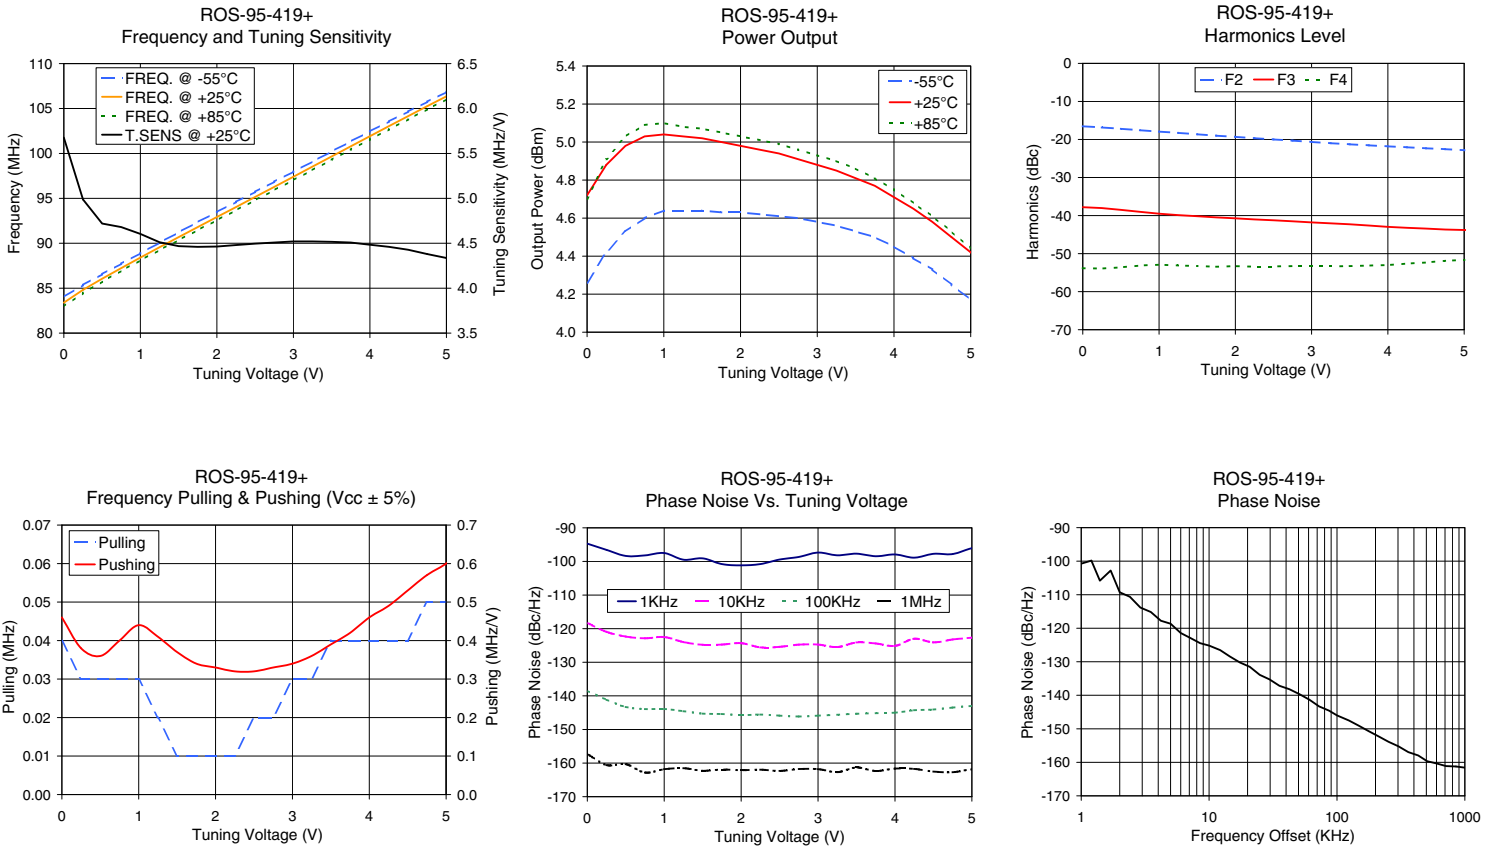 ROS-95-419+
Frequency and Tuning Sensitivity
110
105
100
95
90
85
80
6.5
6.0
5.5
5.0
4.5
4.0
3.5
FREQ. @ -55°C
FREQ. @ +25°C
FREQ. @ +85°C
T.SENS @ +25°C
Frequency (MHz)
Tuning Sensitivity (MHz/V)
0 1 2 3 4 5
Tuning Voltage (V)
ROS-95-419+
Power Output
5.4
5.2
5.0
4.8
4.6
4.4
4.2
4.0
-55°C
+25°C
+85°C
Output Power (dBm)
0 1 2 3 4 5
Tuning Voltage (V)
ROS-95-419+
Harmonics Level
0
-10
-20
-30
-40
-50
-60
-70
F2 F3 F4
Harmonics (dBc)
0 1 2 3 4 5
Tuning Voltage (V)
ROS-95-419+
Frequency Pulling & Pushing (Vcc ± 5%)
0.07
0.06
0.05
0.04
0.03
0.02
0.01
0.00
0.7
0.6
0.5
0.4
0.3
0.2
0.1
0.0
Pulling
Pushing
Pulling (MHz)
Pushing (MHz/V)
0 1 2 3 4 5
Tuning Voltage (V)
ROS-95-419+
Phase Noise Vs. Tuning Voltage
-90
-100
-110
-120
-130
-140
-150
-160
-170
1KHz 10KHz 100KHz 1MHz
Phase Noise (dBc/Hz)
0 1 2 3 4 5
Tuning Voltage (V)
ROS-95-419+
Phase Noise
-90
-100
-110
-120
-130
-140
-150
-160
-170
Phase Noise (dBc/Hz)
1 10 100 1000
Frequency Offset (KHz)